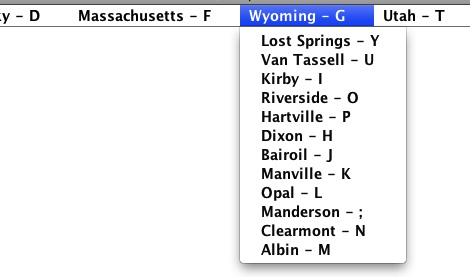 y - D Massachusetts - F Wyoming - G Utah - T
Lost Springs - Y
Van Tassell - U
Kirby - I
Riverside - O
Hartville - P
Dixon - H
Bairoil - J
Manville - K
Opal - L
Manderson - ;
Clearmont - N
Albin - M